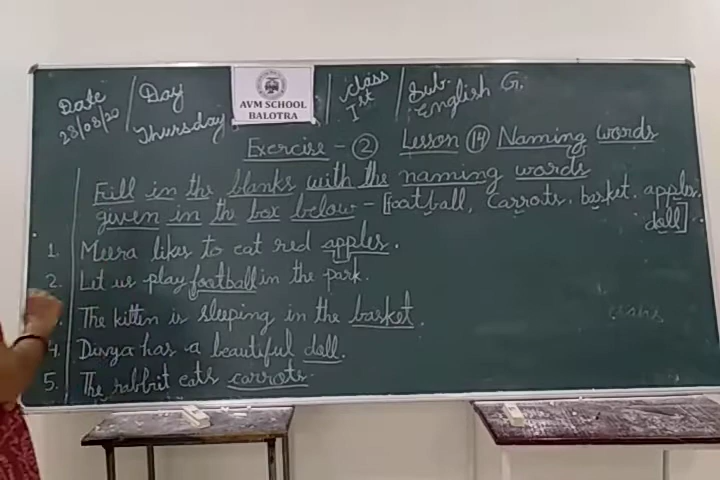 Date 28/08/20 / Day Thursday
AVM SCHOOL
BALOTRA
/ Class Ist / Sub. English G.
Exercise - ② Lesson ⑭ Naming words
Fill in the blanks with the naming words
given in the box below - [football, carrots, basket, apples,
doll]
1. Meera likes to eat red apples.
2. Let us play football in the park.
The kitten is sleeping in the basket.
4. Divya has a beautiful doll.
5. The rabbit eats carrots.